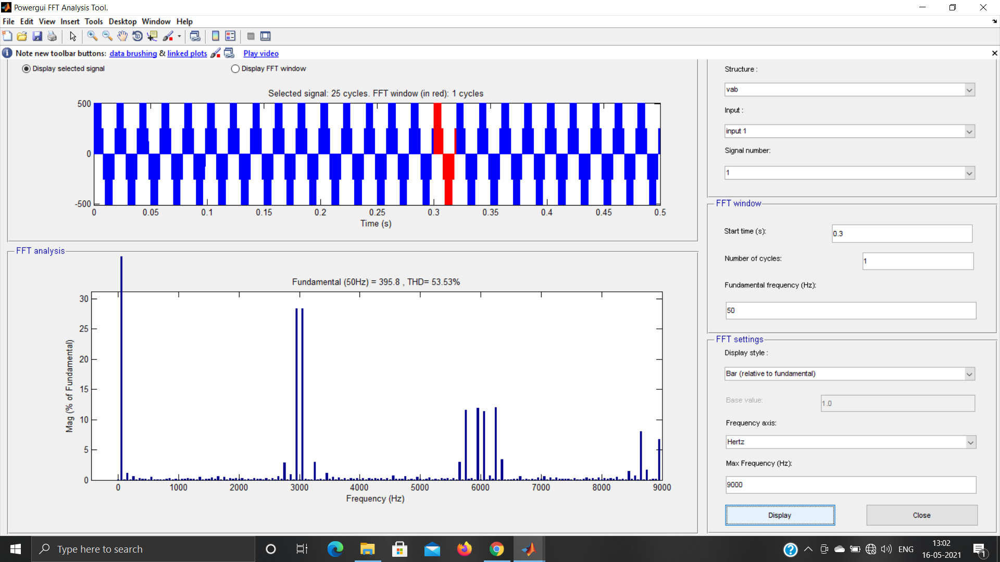 Powergui FFT Analysis Tool.
File Edit View Insert Tools Desktop Window Help
Note new toolbar buttons: data brushing & linked plots Play video
Display selected signal Display FFT window
Selected signal: 25 cycles. FFT window (in red): 1 cycles
500
0
-500
0 0.05 0.1 0.15 0.2 0.25 0.3 0.35 0.4 0.45 0.5
Time (s)
FFT analysis
Fundamental (50Hz) = 395.8 , THD= 53.53%
Mag (% of Fundamental)
30
25
20
15
10
5
0
0 1000 2000 3000 4000 5000 6000 7000 8000 9000
Frequency (Hz)
Structure :
vab
Input :
input 1
Signal number:
1
FFT window
Start time (s):
0.3
Number of cycles:
1
Fundamental frequency (Hz):
50
FFT settings
Display style :
Bar (relative to fundamental)
Base value:
1.0
Frequency axis:
Hertz
Max Frequency (Hz):
9000
Display
Close
Type here to search
ENG
13:02
16-05-2021
1